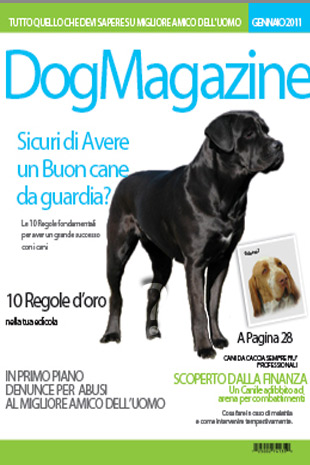 TUTTO QUELLO CHE DEVI SAPERE SU MIGLIORE AMICO DELL'UOMO
GENNAIO 2011
DogMagazine
Sicuri di Avere
un Buon cane
da guardia?
Le 10 Regole fondamentali
per aver un grande successo
con i cani
10 Regole d'oro
nella tua edicola
A Pagina 28
CANI DA CACCIA SEMPRE PIU'
PROFESSIONALI
IN PRIMO PIANO
DENUNCE PER ABUSI
AL MIGLIORE AMICO DELL'UOMO
SCOPERTO DALLA FINANZA
Un Canile adibbito ad
arena per combattimenti
Cosa fare i caso di malattia
e come intervenire tempestivamente.